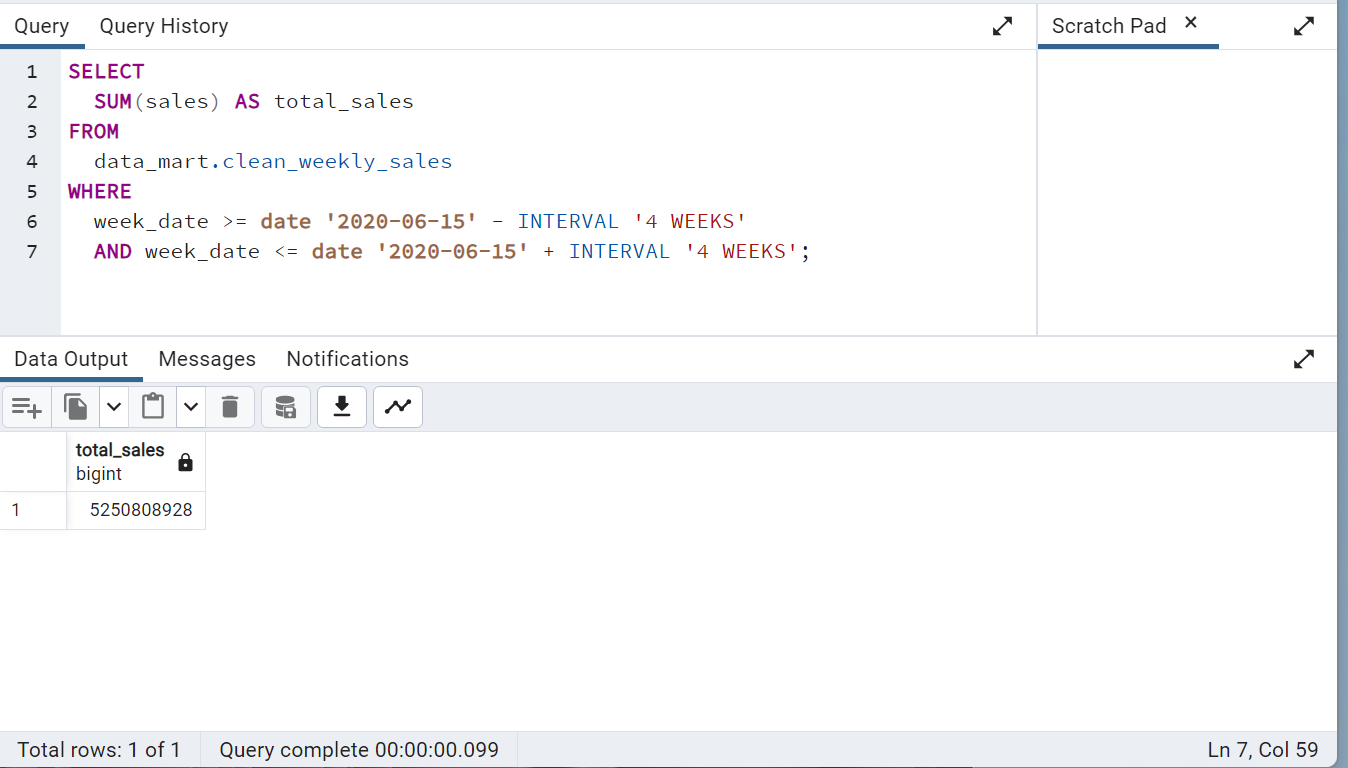 Query Query History
Scratch Pad
1 SELECT
2 SUM(sales) AS total_sales
3 FROM
4 data_mart.clean_weekly_sales
5 WHERE
6 week_date >= date '2020-06-15' - INTERVAL '4 WEEKS'
7 AND week_date <= date '2020-06-15' + INTERVAL '4 WEEKS';
Data Output Messages Notifications
total_sales
bigint
1 5250808928
Total rows: 1 of 1 Query complete 00:00:00.099 Ln 7, Col 59